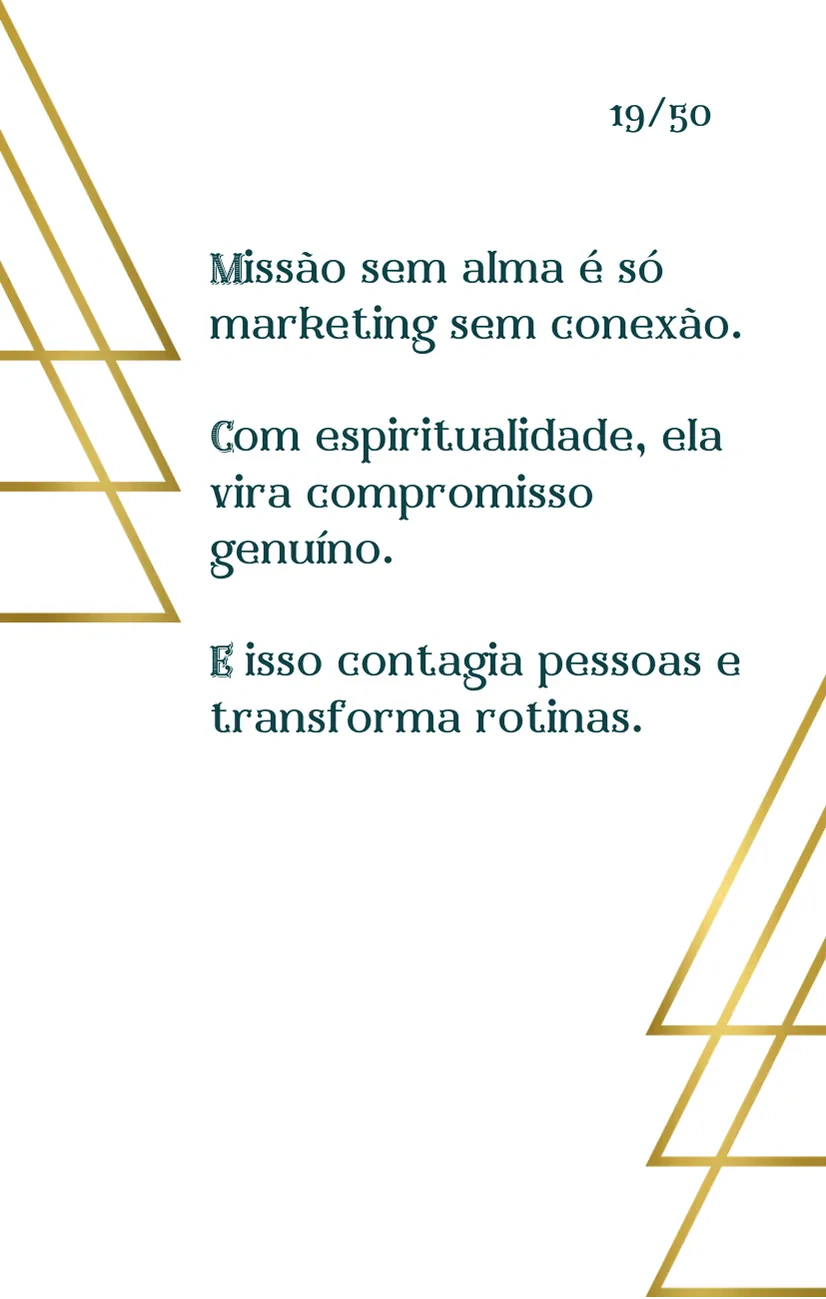 19/50
Missão sem alma é só
marketing sem conexão.
Com espiritualidade, ela
vira compromisso
genuíno.
E isso contagia pessoas e
transforma rotinas.